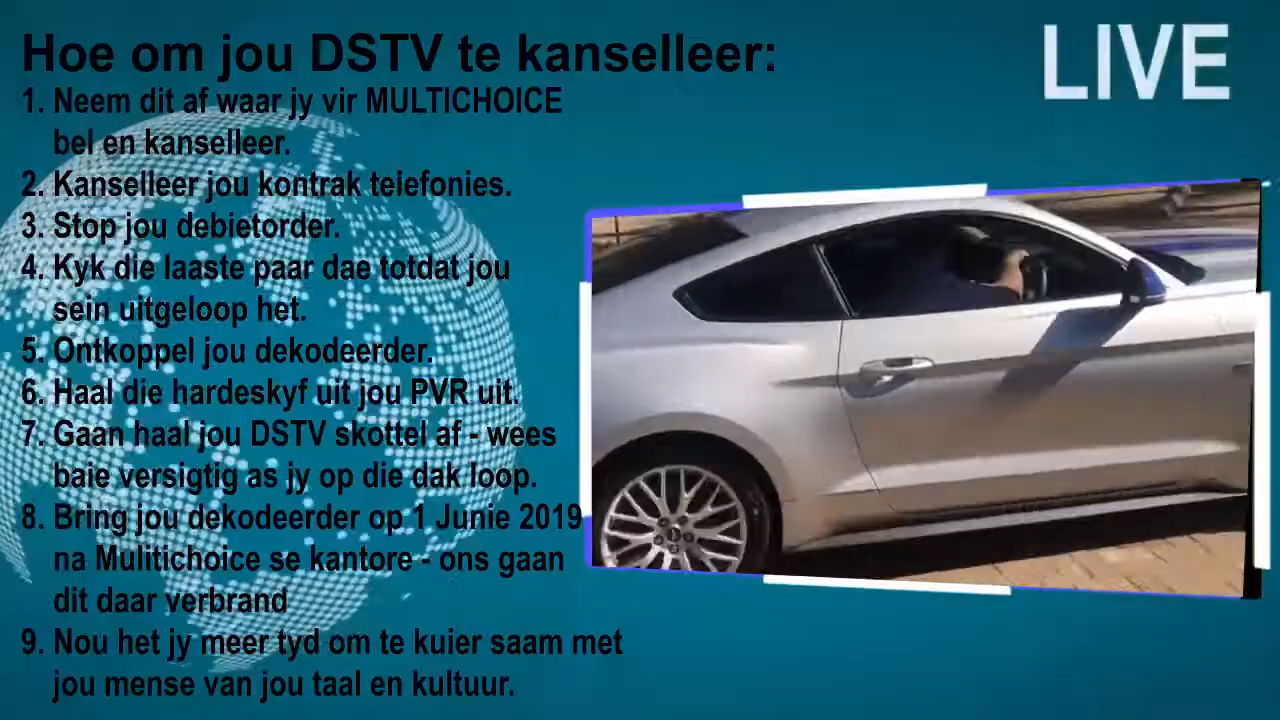 Hoe om jou DSTV te kanselleer:
LIVE
1. Neem dit af waar jy vir MULTICHOICE
bel en kanselleer.
2. Kanselleer jou kontrak telefonies.
3. Stop jou debietorder.
4. Kyk die laaste paar dae totdat jou
sein uitgeloop het.
5. Ontkoppel jou dekodeerder.
6. Haal die hardeskyf uit jou PVR uit.
7. Gaan haal jou DSTV skottel af - wees
baie versigtig as jy op die dak loop.
8. Bring jou dekodeerder op 1 Junie 2019
na Mulitichoice se kantore - ons gaan
dit daar verbrand
9. Nou het jy meer tyd om te kuier saam met
jou mense van jou taal en kultuur.